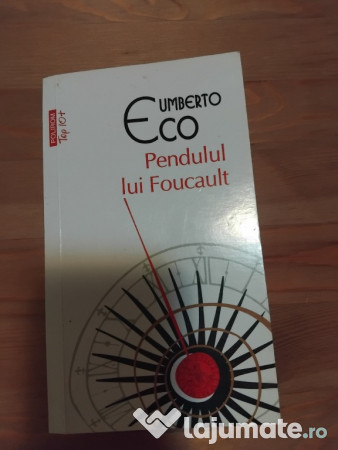 POLIROM
Top 10+
UMBERTO
Eco
Pendulul
lui Foucault
lajumate.ro